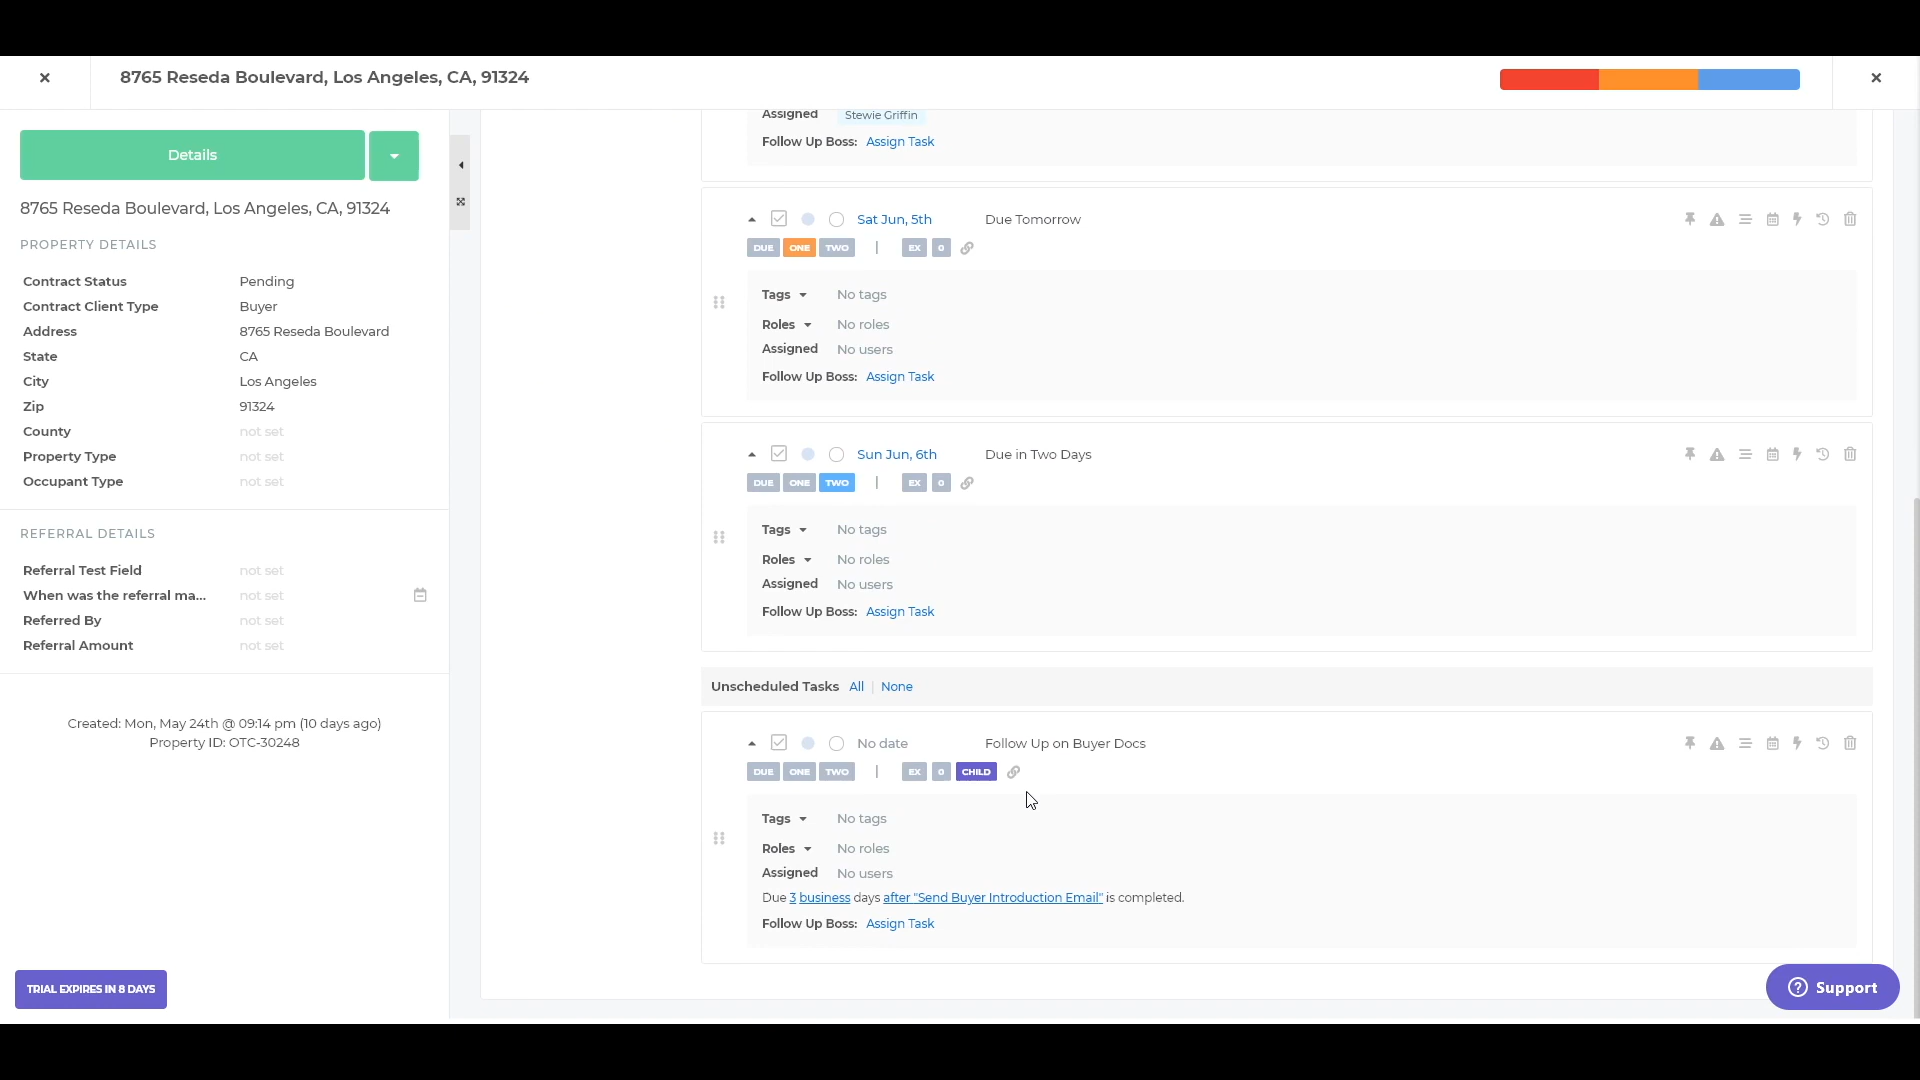 8765 Reseda Boulevard, Los Angeles, CA, 91324
Details
8765 Reseda Boulevard, Los Angeles, CA, 91324
PROPERTY DETAILS
Contract Status Pending
Contract Client Type Buyer
Address 8765 Reseda Boulevard
State CA
City Los Angeles
Zip 91324
County not set
Property Type not set
Occupant Type not set
REFERRAL DETAILS
Referral Test Field not set
When was the referral ma... not set
Referred By not set
Referral Amount not set
Created: Mon, May 24th @ 09:14 pm (10 days ago)
Property ID: OTC-30248
TRIAL EXPIRES IN 8 DAYS
Assigned Stewie Griffin
Follow Up Boss: Assign Task
Sat Jun, 5th Due Tomorrow
DUE ONE TWO | EX 0
Tags No tags
Roles No roles
Assigned No users
Follow Up Boss: Assign Task
Sun Jun, 6th Due in Two Days
DUE ONE TWO | EX 0
Tags No tags
Roles No roles
Assigned No users
Follow Up Boss: Assign Task
Unscheduled Tasks All | None
No date Follow Up on Buyer Docs
DUE ONE TWO | EX 0 CHILD
Tags No tags
Roles No roles
Assigned No users
Due 3 business days after "Send Buyer Introduction Email" is completed.
Follow Up Boss: Assign Task
Support